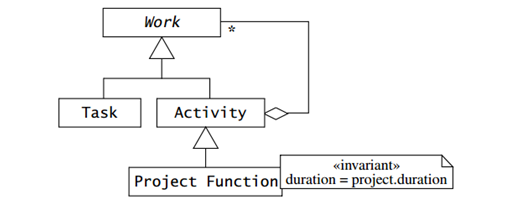 Work
*
Task
Activity
Project Function
«invariant»
duration = project.duration